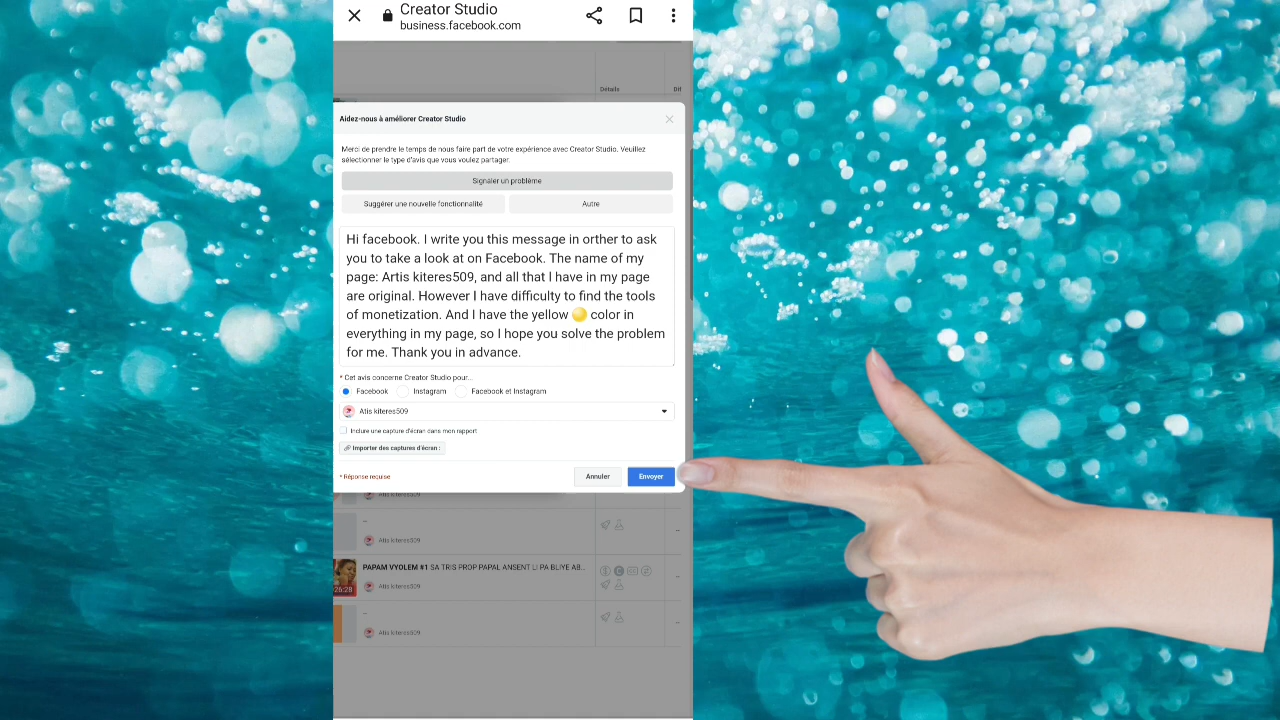 Creator Studio
business.facebook.com
Détails
Dif
Aidez-nous à améliorer Creator Studio
Merci de prendre le temps de nous faire part de votre expérience avec Creator Studio. Veuillez
sélectionner le type d'avis que vous voulez partager.
Signaler un problème
Suggérer une nouvelle fonctionnalité
Autre
Hi facebook. I write you this message in orther to ask
you to take a look at on Facebook. The name of my
page: Artis kiteres509, and all that I have in my page
are original. However I have difficulty to find the tools
of monetization. And I have the yellow 🟡 color in
everything in my page, so I hope you solve the problem
for me. Thank you in advance.
* Cet avis concerne Creator Studio pour...
Facebook
Instagram
Facebook et Instagram
Atis kiteres509
Inclure une capture d'écran dans mon rapport
Importer des captures d'écran :
* Réponse requise
Annuler
Envoyer
Atis kiteres509
--
Atis kiteres509
--
PAPAM VYOLEM #1 SA TRIS PROP PAPAL ANSENT LI PA BLIYE AB...
26:28
Atis kiteres509
--
--
Atis kiteres509